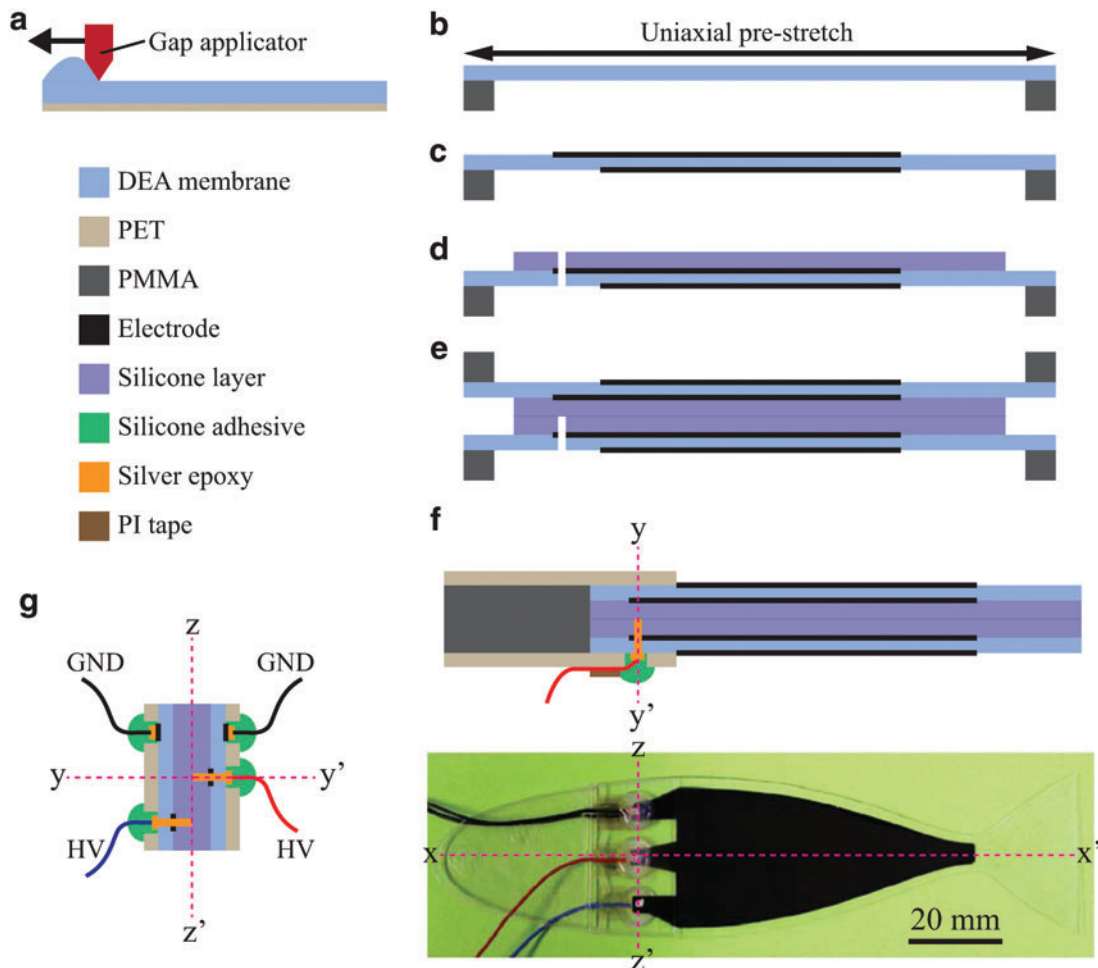 a
Gap applicator
DEA membrane
PET
PMMA
Electrode
Silicone layer
Silicone adhesive
Silver epoxy
PI tape
b
Uniaxial pre-stretch
c
d
e
f
y
y'
g
z
GND
GND
y
y'
HV
HV
z'
z
x
x'
20 mm
z'